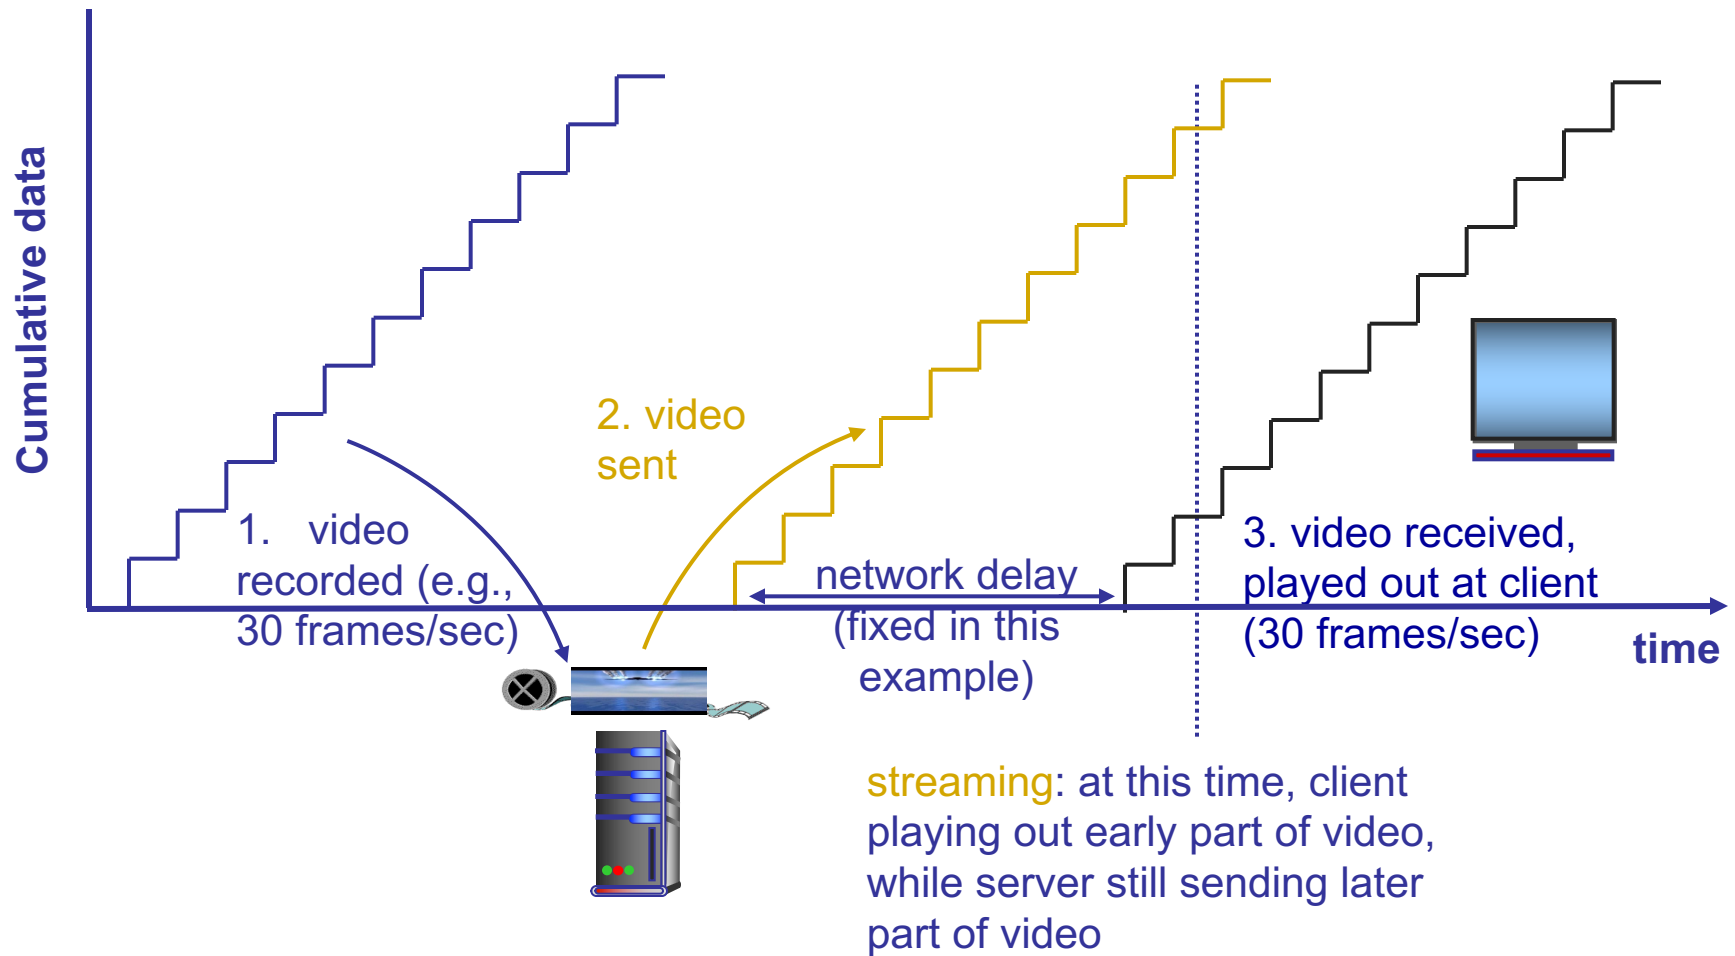 Cumulative data
1. video
recorded (e.g.,
30 frames/sec)
2. video
sent
network delay
(fixed in this
example)
3. video received,
played out at client
(30 frames/sec)
time
streaming: at this time, client
playing out early part of video,
while server still sending later
part of video